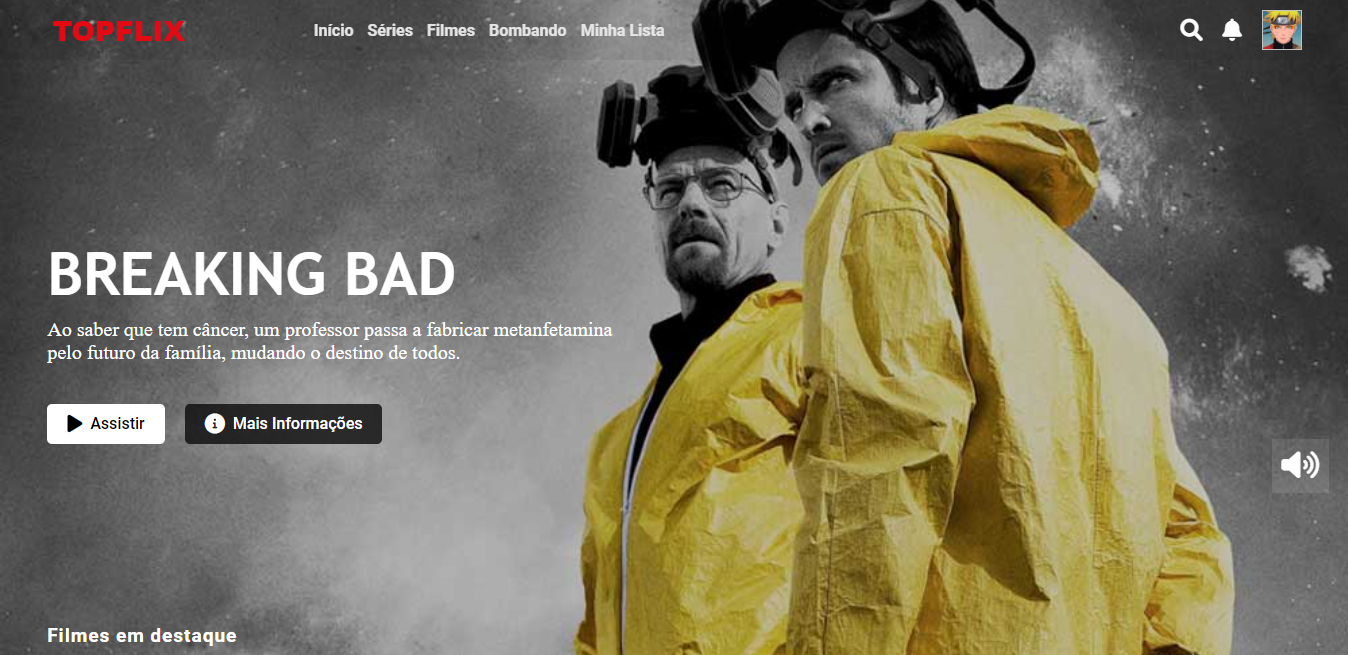 TOPFLIX
Início Séries Filmes Bombando Minha Lista
BREAKING BAD
Ao saber que tem câncer, um professor passa a fabricar metanfetamina
pelo futuro da família, mudando o destino de todos.
Assistir
Mais Informações
Filmes em destaque